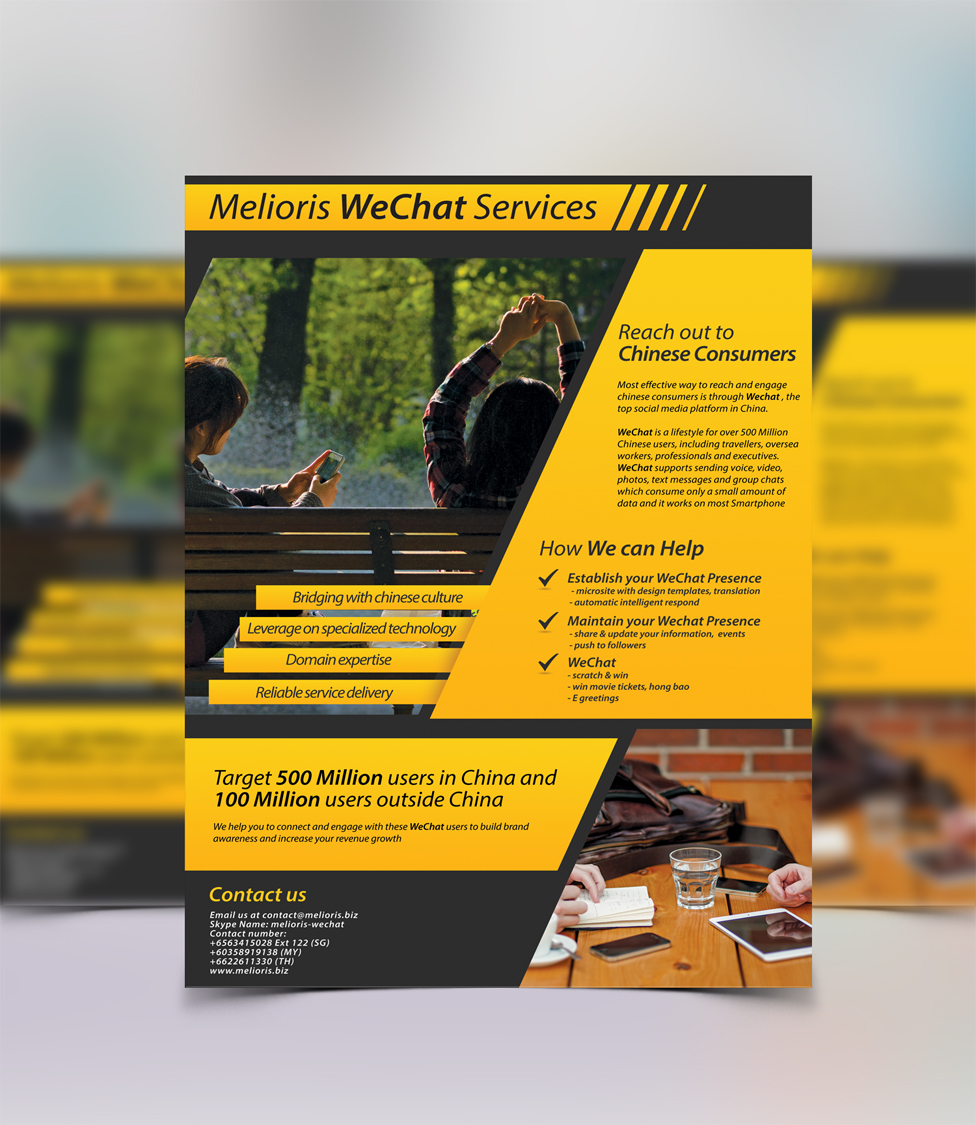 Melioris WeChat Services
Reach out to
Chinese Consumers
Most effective way to reach and engage
chinese consumers is through Wechat , the
top social media platform in China.
WeChat is a lifestyle for over 500 Million
Chinese users, including travellers, oversea
workers, professionals and executives.
WeChat supports sending voice, video,
photos, text messages and group chats
which consume only a small amount of
data and it works on most Smartphone
How We can Help
Establish your WeChat Presence
- microsite with design templates, translation
- automatic intelligent respond
Maintain your Wechat Presence
- share & update your information, events
- push to followers
WeChat
- scratch & win
- win movie tickets, hong bao
- E greetings
Bridging with chinese culture
Leverage on specialized technology
Domain expertise
Reliable service delivery
Target 500 Million users in China and
100 Million users outside China
We help you to connect and engage with these WeChat users to build brand
awareness and increase your revenue growth
Contact us
Email us at contact@melioris.biz
Skype Name: melioris-wechat
Contact number:
+6563415028 Ext 122 (SG)
+60358919138 (MY)
+6622611330 (TH)
www.melioris.biz